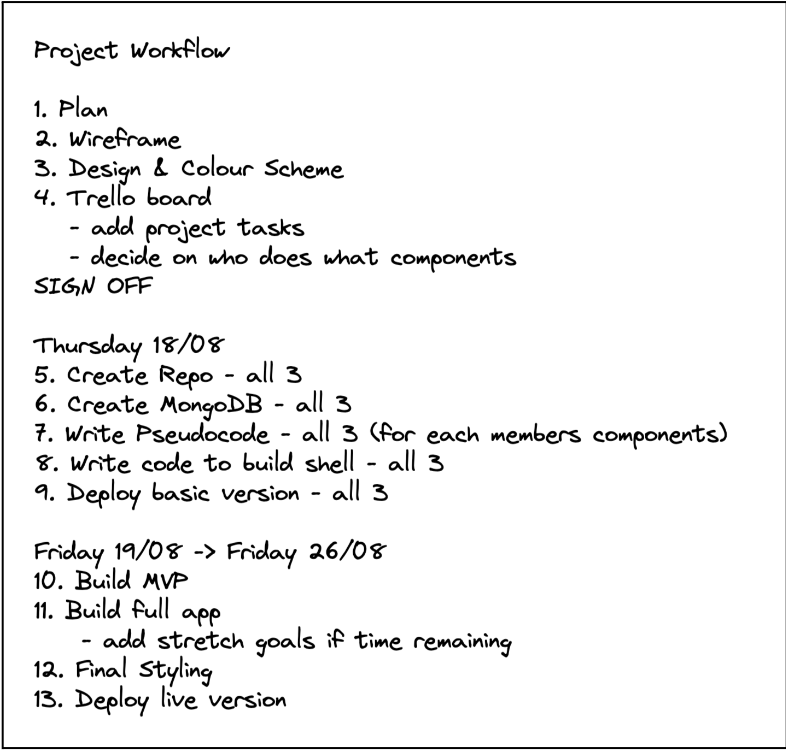 Project Workflow
1. Plan
2. Wireframe
3. Design & Colour Scheme
4. Trello board
- add project tasks
- decide on who does what components
SIGN OFF
Thursday 18/08
5. Create Repo - all 3
6. Create MongoDB - all 3
7. Write Pseudocode - all 3 (for each members components)
8. Write code to build shell - all 3
9. Deploy basic version - all 3
Friday 19/08 -> Friday 26/08
10. Build MVP
11. Build full app
- add stretch goals if time remaining
12. Final Styling
13. Deploy live version